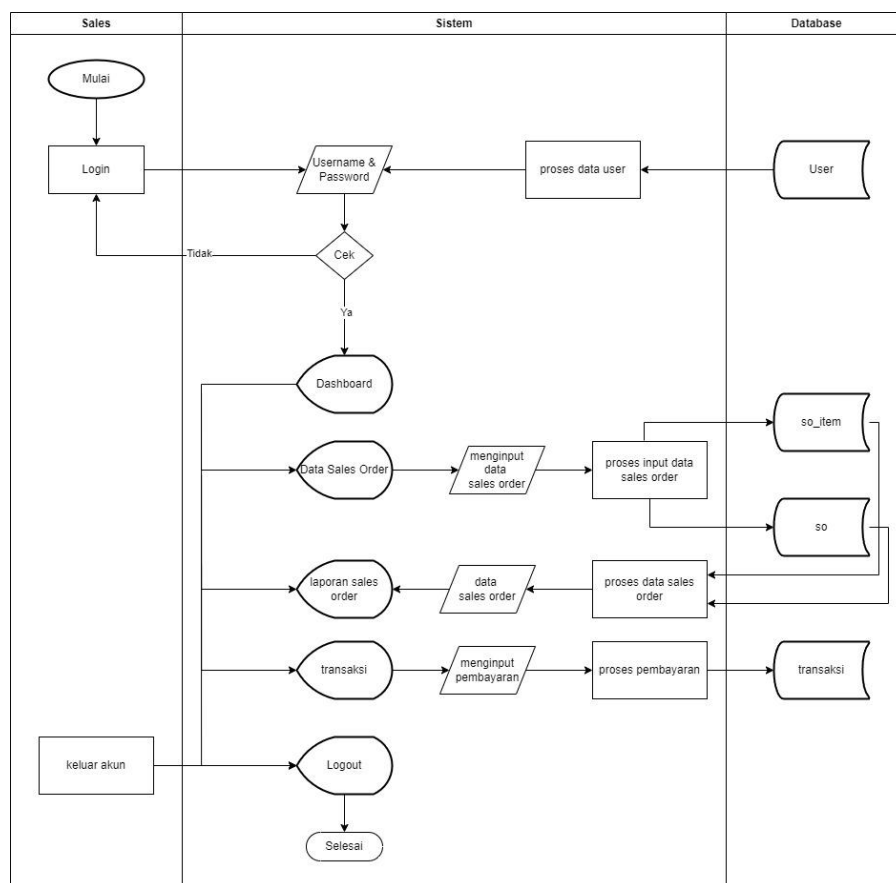 Sales
Sistem
Database
Mulai
Login
Username &
Password
proses data user
User
Tidak
Cek
Ya
Dashboard
Data Sales Order
menginput
data
sales order
proses input data
sales order
so_item
so
laporan sales
order
data
sales order
proses data sales
order
transaksi
menginput
pembayaran
proses pembayaran
transaksi
keluar akun
Logout
Selesai